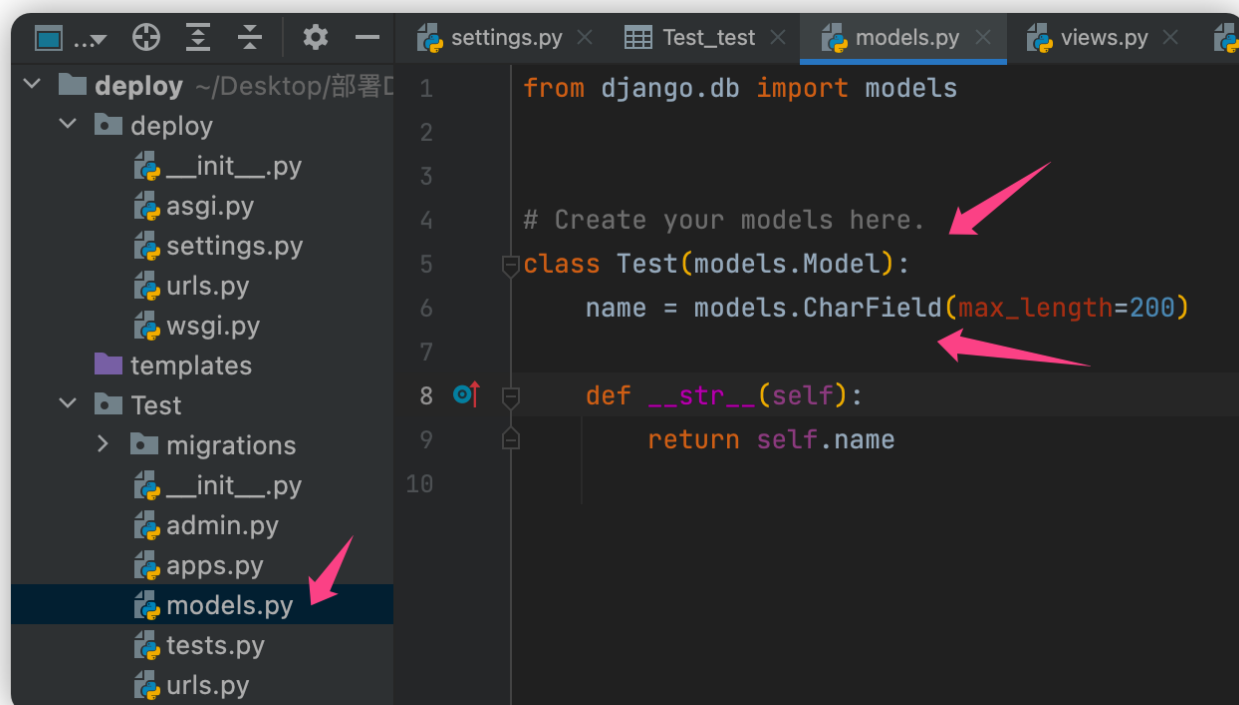 ...
settings.py
Test_test
models.py
views.py
deploy ~/Desktop/部署
deploy
__init__.py
asgi.py
settings.py
urls.py
wsgi.py
templates
Test
migrations
__init__.py
admin.py
apps.py
models.py
tests.py
urls.py
1 from django.db import models
2
3
4 # Create your models here.
5 class Test(models.Model):
6 name = models.CharField(max_length=200)
7
8 def __str__(self):
9 return self.name
10